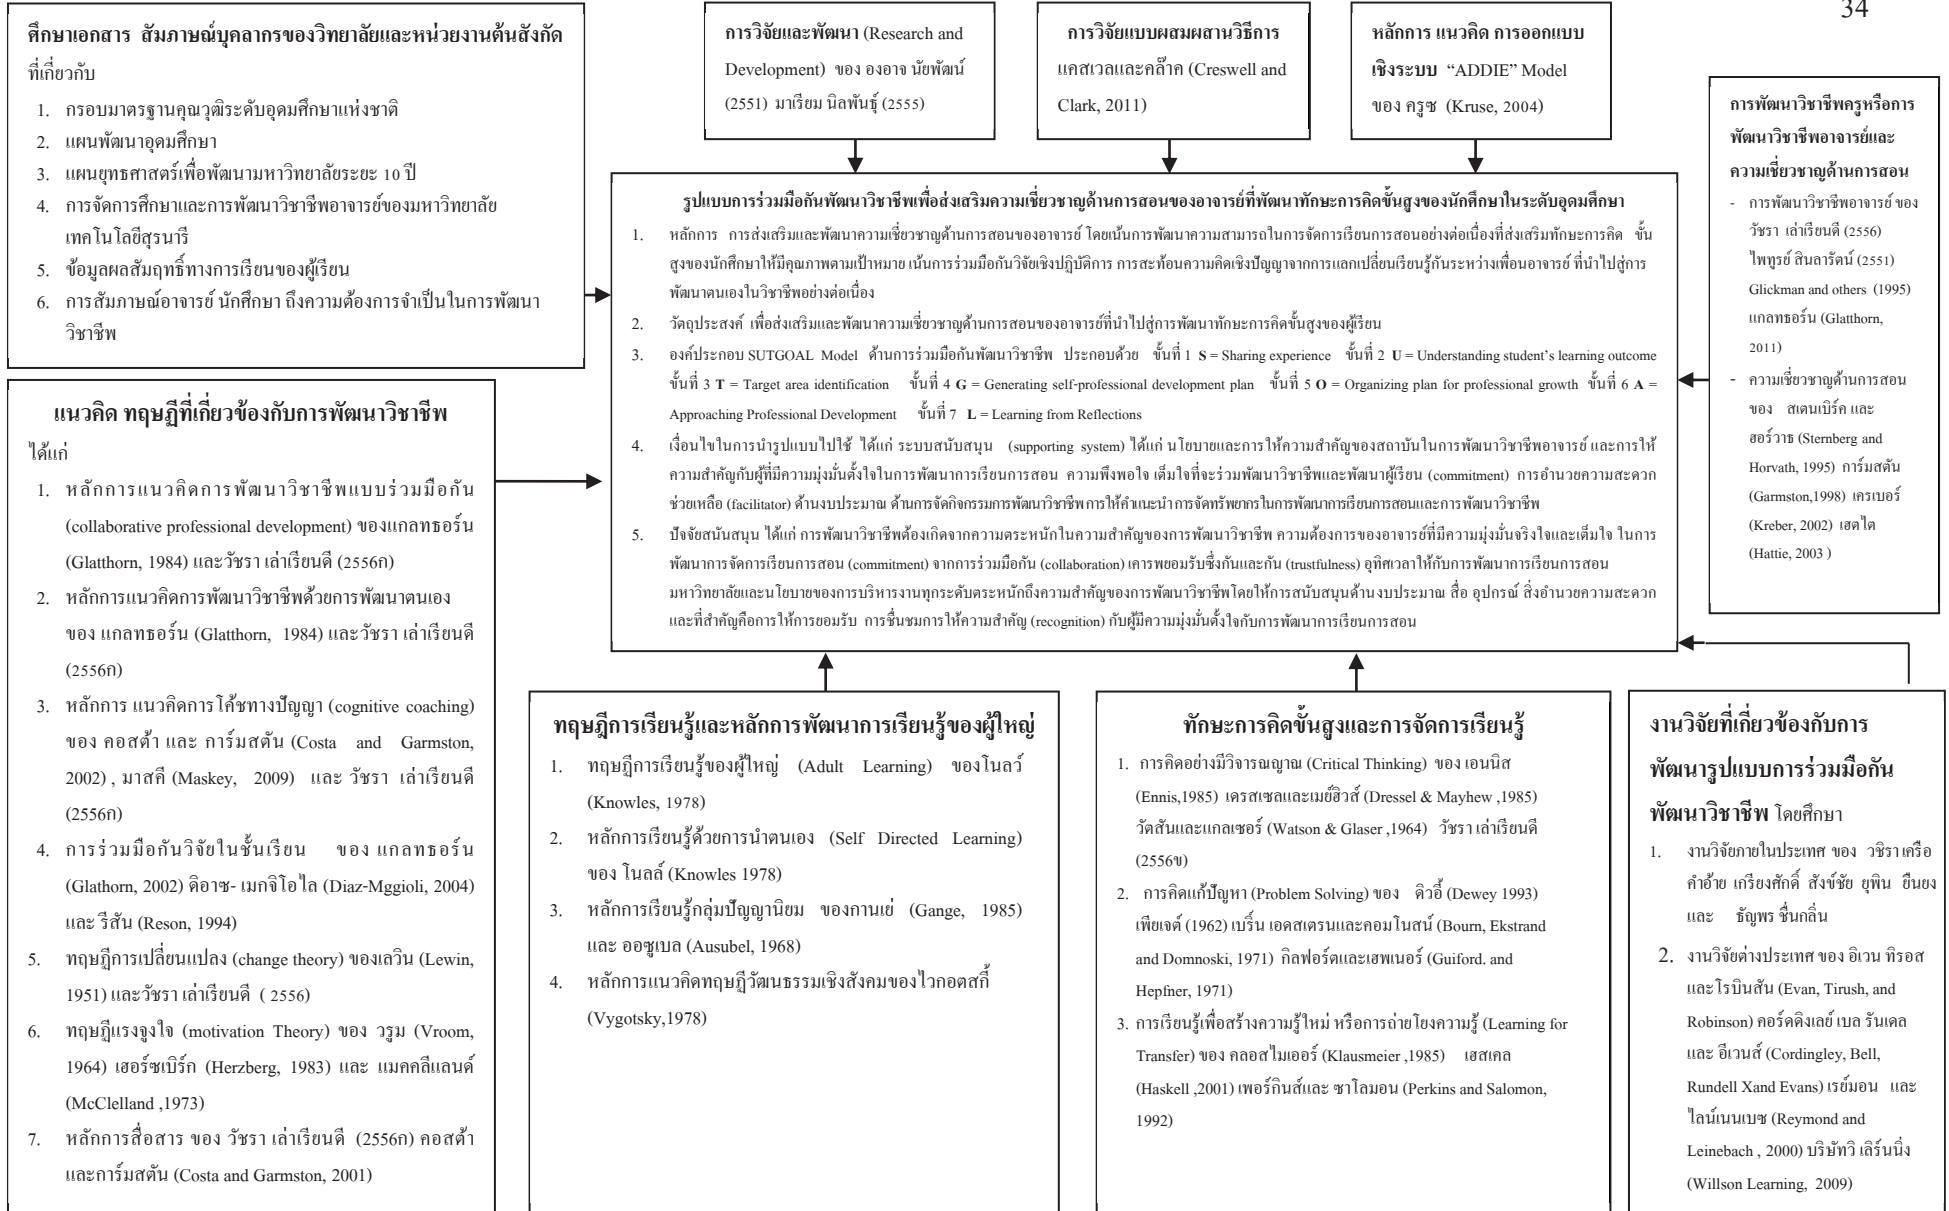 34
ศึกษาเอกสาร สัมภาษณ์บุคลากรของวิทยาลัยและหน่วยงานต้นสังกัด
ที่เกี่ยวกับ
1. กรอบมาตรฐานคุณวุฒิระดับอุดมศึกษาแห่งชาติ
2. แผนพัฒนาอุดมศึกษา
3. แผนยุทธศาสตร์เพื่อพัฒนามหาวิทยาลัยระยะ 10 ปี
4. การจัดการศึกษาและการพัฒนาวิชาชีพอาจารย์ของมหาวิทยาลัย
เทคโนโลยีสุรนารี
5. ข้อมูลผลสัมฤทธิ์ทางการเรียนของผู้เรียน
6. การสัมภาษณ์อาจารย์ นักศึกษา ถึงความต้องการจำเป็นในการพัฒนา
วิชาชีพ
การวิจัยและพัฒนา (Research and
Development) ของ องอาจ นัยพัฒน์
(2551) มาเรียม นิลพันธุ์ (2555)
การวิจัยแบบผสมผสานวิธีการ
แคสเวลและคล๊าค (Creswell and
Clark, 2011)
หลักการ แนวคิด การออกแบบ
เชิงระบบ “ADDIE” Model
ของ ครูซ (Kruse, 2004)
การพัฒนาวิชาชีพครูหรือการ
พัฒนาวิชาชีพอาจารย์และ
ความเชี่ยวชาญด้านการสอน
- การพัฒนาวิชาชีพอาจารย์ ของ
วัชรา เล่าเรียนดี (2556)
ไพฑูรย์ สินลารัตน์ (2551)
Glickman and others (1995)
แกลทธอร์น (Glatthorn,
2011)
- ความเชี่ยวชาญด้านการสอน
ของ สเตนเบิร์ค และ
ฮอร์วาธ (Sternberg and
Horvath, 1995) การ์มสตัน
(Garmston,1998) เครเบอร์
(Kreber, 2002) เฮตไต
(Hattie, 2003 )
รูปแบบการร่วมมือกันพัฒนาวิชาชีพเพื่อส่งเสริมความเชี่ยวชาญด้านการสอนของอาจารย์ที่พัฒนาทักษะการคิดขั้นสูงของนักศึกษาในระดับอุดมศึกษา
1. หลักการ การส่งเสริมและพัฒนาความเชี่ยวชาญด้านการสอนของอาจารย์ โดยเน้นการพัฒนาความสามารถในการจัดการเรียนการสอนอย่างต่อเนื่องที่ส่งเสริมทักษะการคิด ขั้น
สูงของนักศึกษาให้มีคุณภาพตามเป้าหมาย เน้นการร่วมมือกันวิจัยเชิงปฏิบัติการ การสะท้อนความคิดเชิงปัญญาจากการแลกเปลี่ยนเรียนรู้กันระหว่างเพื่อนอาจารย์ ที่นำไปสู่การ
พัฒนาตนเองในวิชาชีพอย่างต่อเนื่อง
2. วัตถุประสงค์ เพื่อส่งเสริมและพัฒนาความเชี่ยวชาญด้านการสอนของอาจารย์ที่นำไปสู่การพัฒนาทักษะการคิดขั้นสูงของผู้เรียน
3. องค์ประกอบ SUTGOAL Model ด้านการร่วมมือกันพัฒนาวิชาชีพ ประกอบด้วย ขั้นที่ 1 S = Sharing experience ขั้นที่ 2 U = Understanding student’s learning outcome
ขั้นที่ 3 T = Target area identification ขั้นที่ 4 G = Generating self-professional development plan ขั้นที่ 5 O = Organizing plan for professional growth ขั้นที่ 6 A =
Approaching Professional Development ขั้นที่ 7 L = Learning from Reflections
4. เงื่อนไขในการนำรูปแบบไปใช้ ได้แก่ ระบบสนับสนุน (supporting system) ได้แก่ นโยบายและการให้ความสำคัญของสถาบันในการพัฒนาวิชาชีพอาจารย์ และการให้
ความสำคัญกับผู้ที่มีความมุ่งมั่นตั้งใจในการพัฒนาการเรียนการสอน ความพึงพอใจ เต็มใจที่จะร่วมพัฒนาวิชาชีพและพัฒนาผู้เรียน (commitment) การอำนวยความสะดวก
ช่วยเหลือ (facilitator) ด้านงบประมาณ ด้านการจัดกิจกรรมการพัฒนาวิชาชีพ การให้คำแนะนำ การจัดทรัพยากรในการพัฒนาการเรียนการสอนและการพัฒนาวิชาชีพ
5. ปัจจัยสนันสนุน ได้แก่ การพัฒนาวิชาชีพต้องเกิดจากความตระหนักในความสำคัญของการพัฒนาวิชาชีพ ความต้องการของอาจารย์ที่มีความมุ่งมั่นจริงใจและเต็มใจ ในการ
พัฒนาการจัดการเรียนการสอน (commitment) จากการร่วมมือกัน (collaboration) เคารพยอมรับซึ่งกันและกัน (trustfulness) อุทิศเวลาให้กับการพัฒนาการเรียนการสอน
มหาวิทยาลัยและนโยบายของการบริหารงานทุกระดับตระหนักถึงความสำคัญของการพัฒนาวิชาชีพโดยให้การสนับสนุนด้านงบประมาณ สื่อ อุปกรณ์ สิ่งอำนวยความสะดวก
และที่สำคัญคือการให้การยอมรับ การชื่นชมการให้ความสำคัญ (recognition) กับผู้มีความมุ่งมั่นตั้งใจกับการพัฒนาการเรียนการสอน
แนวคิด ทฤษฎีที่เกี่ยวข้องกับการพัฒนาวิชาชีพ
ได้แก่
1. หลักการแนวคิดการพัฒนาวิชาชีพแบบร่วมมือกัน
(collaborative professional development) ของแกลทธอร์น
(Glatthorn, 1984) และวัชรา เล่าเรียนดี (2556ก)
2. หลักการแนวคิดการพัฒนาวิชาชีพด้วยการพัฒนาตนเอง
ของ แกลทธอร์น (Glatthorn, 1984) และวัชรา เล่าเรียนดี
(2556ก)
3. หลักการ แนวคิดการโค้ชทางปัญญา (cognitive coaching)
ของ คอสต้า และ การ์มสตัน (Costa and Garmston,
2002) , มาสคี (Maskey, 2009) และ วัชรา เล่าเรียนดี
(2556ก)
4. การร่วมมือกันวิจัยในชั้นเรียน ของ แกลทธอร์น
(Glathorn, 2002) ดิอาซ- เมกจิโอไล (Diaz-Mggioli, 2004)
และ รีสัน (Reson, 1994)
5. ทฤษฎีการเปลี่ยนแปลง (change theory) ของเลวิน (Lewin,
1951) และวัชรา เล่าเรียนดี ( 2556)
6. ทฤษฎีแรงจูงใจ (motivation Theory) ของ วรูม (Vroom,
1964) เฮอร์ซเบิร์ก (Herzberg, 1983) และ แมคคลีแลนด์
(McClelland ,1973)
7. หลักการสื่อสาร ของ วัชรา เล่าเรียนดี (2556ก) คอสต้า
และการ์มสตัน (Costa and Garmston, 2001)
ทฤษฎีการเรียนรู้และหลักการพัฒนาการเรียนรู้ของผู้ใหญ่
1. ทฤษฎีการเรียนรู้ของผู้ใหญ่ (Adult Learning) ของโนลว์
(Knowles, 1978)
2. หลักการเรียนรู้ด้วยการนำตนเอง (Self Directed Learning)
ของ โนลล์ (Knowles 1978)
3. หลักการเรียนรู้กลุ่มปัญญานิยม ของกานเย่ (Gange, 1985)
และ ออซูเบล (Ausubel, 1968)
4. หลักการแนวคิดทฤษฎีวัฒนธรรมเชิงสังคมของไวกอตสกี้
(Vygotsky,1978)
ทักษะการคิดขั้นสูงและการจัดการเรียนรู้
1. การคิดอย่างมีวิจารณญาณ (Critical Thinking) ของ เอนนิส
(Ennis,1985) เดรสเซลและเมย์ฮิวส์ (Dressel & Mayhew ,1985)
วัตสันและแกลเซอร์ (Watson & Glaser ,1964) วัชรา เล่าเรียนดี
(2556ข)
2. การคิดแก้ปัญหา (Problem Solving) ของ ดิวอี้ (Dewey 1993)
เพียเจต์ (1962) เบริ์น เอดสเตรนและคอมโนสน์ (Bourn, Ekstrand
and Domnoski, 1971) กิลฟอร์ตและเฮพเนอร์ (Guiford. and
Hepfner, 1971)
3. การเรียนรู้เพื่อสร้างความรู้ใหม่ หรือการถ่ายโยงความรู้ (Learning for
Transfer) ของ คลอสไมเออร์ (Klausmeier ,1985) เฮสเคล
(Haskell ,2001) เพอร์กินส์และ ซาโลมอน (Perkins and Salomon,
1992)
งานวิจัยที่เกี่ยวข้องกับการ
พัฒนารูปแบบการร่วมมือกัน
พัฒนาวิชาชีพ โดยศึกษา
1. งานวิจัยภายในประเทศ ของ วชิรา เครือ
คำอ้าย เกรียงศักดิ์ สังข์ชัย ยุพิน ยืนยง
และ ธัญพร ชื่นกลิ่น
2. งานวิจัยต่างประเทศ ของ อิเวน ทิรอส
และโรบินสัน (Evan, Tirush, and
Robinson) คอร์ดดิงเลย์ เบล รันเดล
และ อีเวนส์ (Cordingley, Bell,
Rundell Xand Evans) เรย์มอน และ
ไลน์เนนเบซ (Reymond and
Leinebach , 2000) บริษัทวิ เลิร์นนิ่ง
(Willson Learning, 2009)